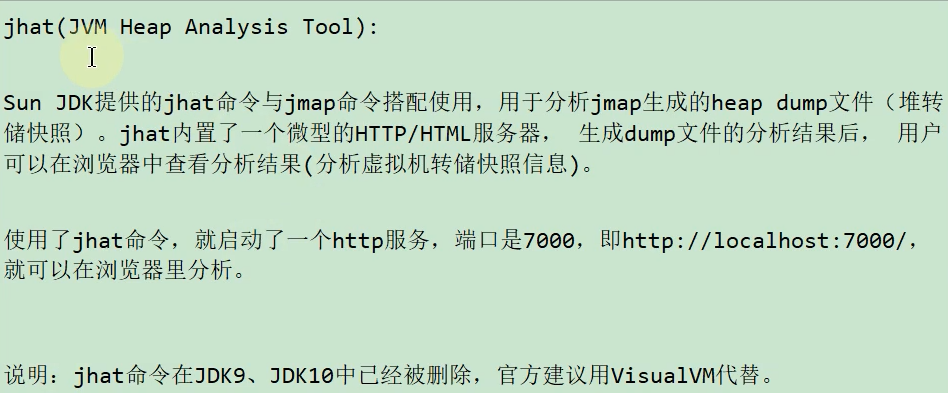 jhat(JVM Heap Analysis Tool):
Sun JDK提供的jhat命令与jmap命令搭配使用，用于分析jmap生成的heap dump文件（堆转
储快照）。jhat内置了一个微型的HTTP/HTML服务器， 生成dump文件的分析结果后， 用户
可以在浏览器中查看分析结果(分析虚拟机转储快照信息)。
使用了jhat命令，就启动了一个http服务，端口是7000，即http://localhost:7000/，
就可以在浏览器里分析。
说明：jhat命令在JDK9、JDK10中已经被删除，官方建议用VisualVM代替。